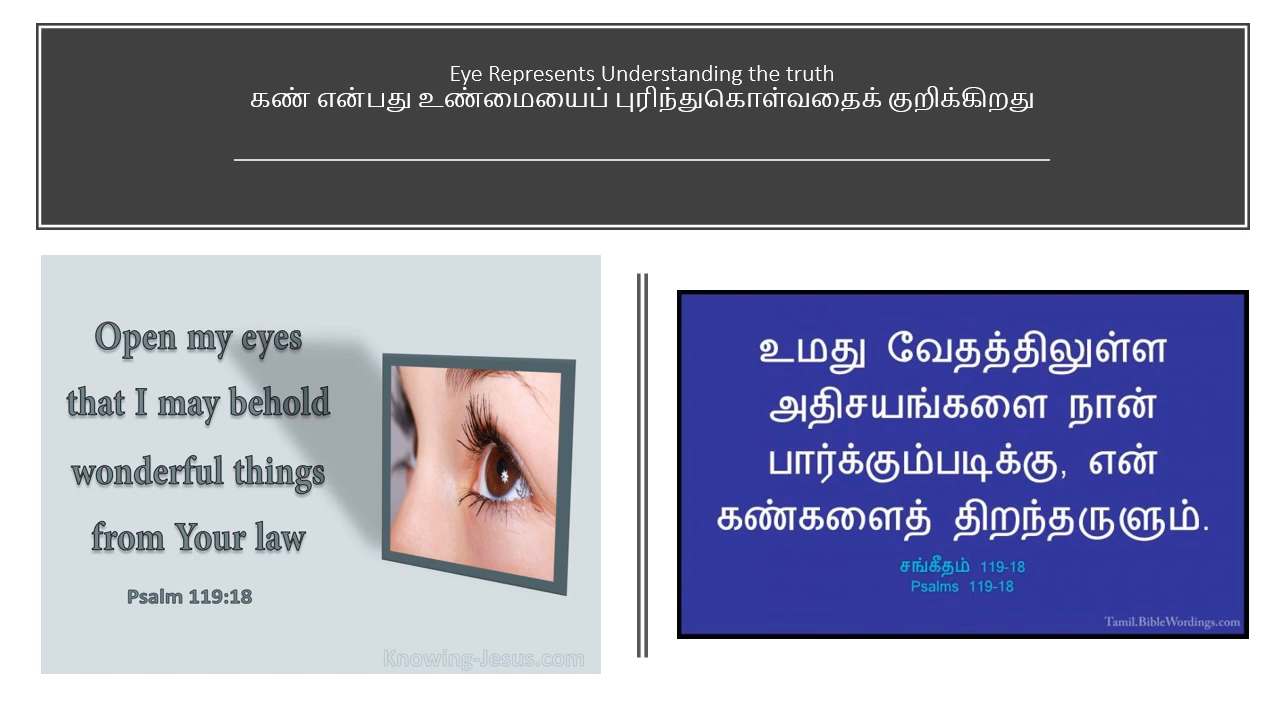 Eye Represents Understanding the truth
கண் என்பது உண்மையைப் புரிந்துகொள்வதைக் குறிக்கிறது
Open my eyes
that I may behold
wonderful things
from Your law
Psalm 119:18
Knowing-Jesus.com
உமது வேதத்திலுள்ள
அதிசயங்களை நான்
பார்க்கும்படிக்கு, என்
கண்களைத் திறந்தருளும்.
சங்கீதம் 119-18
Psalms 119-18
Tamil.BibleWordings.com